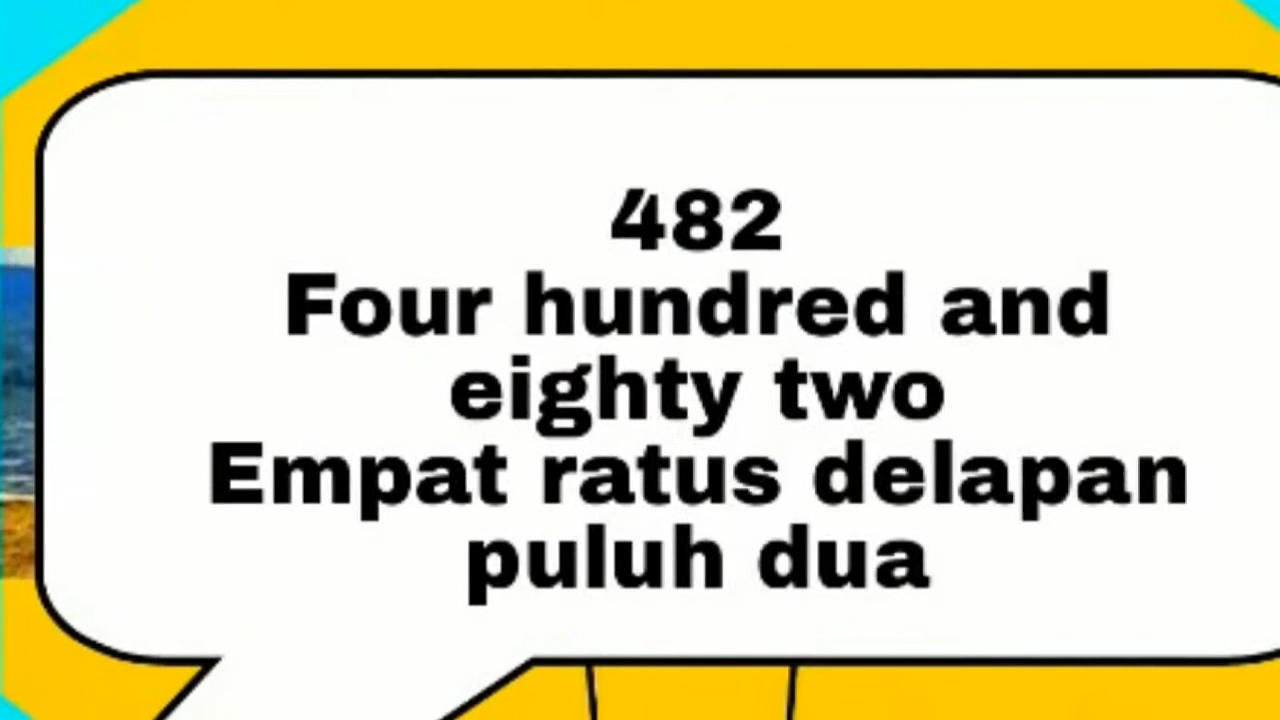 482
Four hundred and
eighty two
Empat ratus delapan
puluh dua